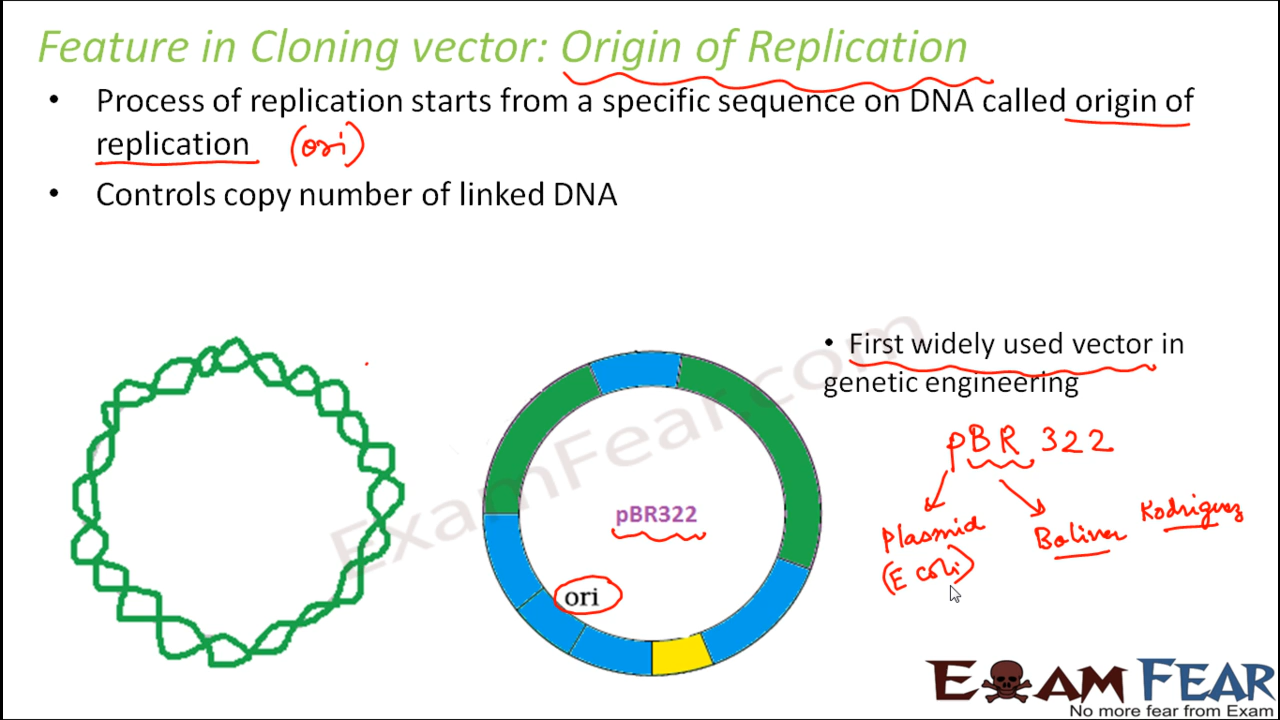 Feature in Cloning vector: Origin of Replication
• Process of replication starts from a specific sequence on DNA called origin of
replication (ori)
• Controls copy number of linked DNA
• First widely used vector in
genetic engineering
pBR 322
Plasmid
(E coli)
Boliver
Rodriguez
pBR322
ori
ExamFear.com
EXAM FEAR
No more fear from Exam